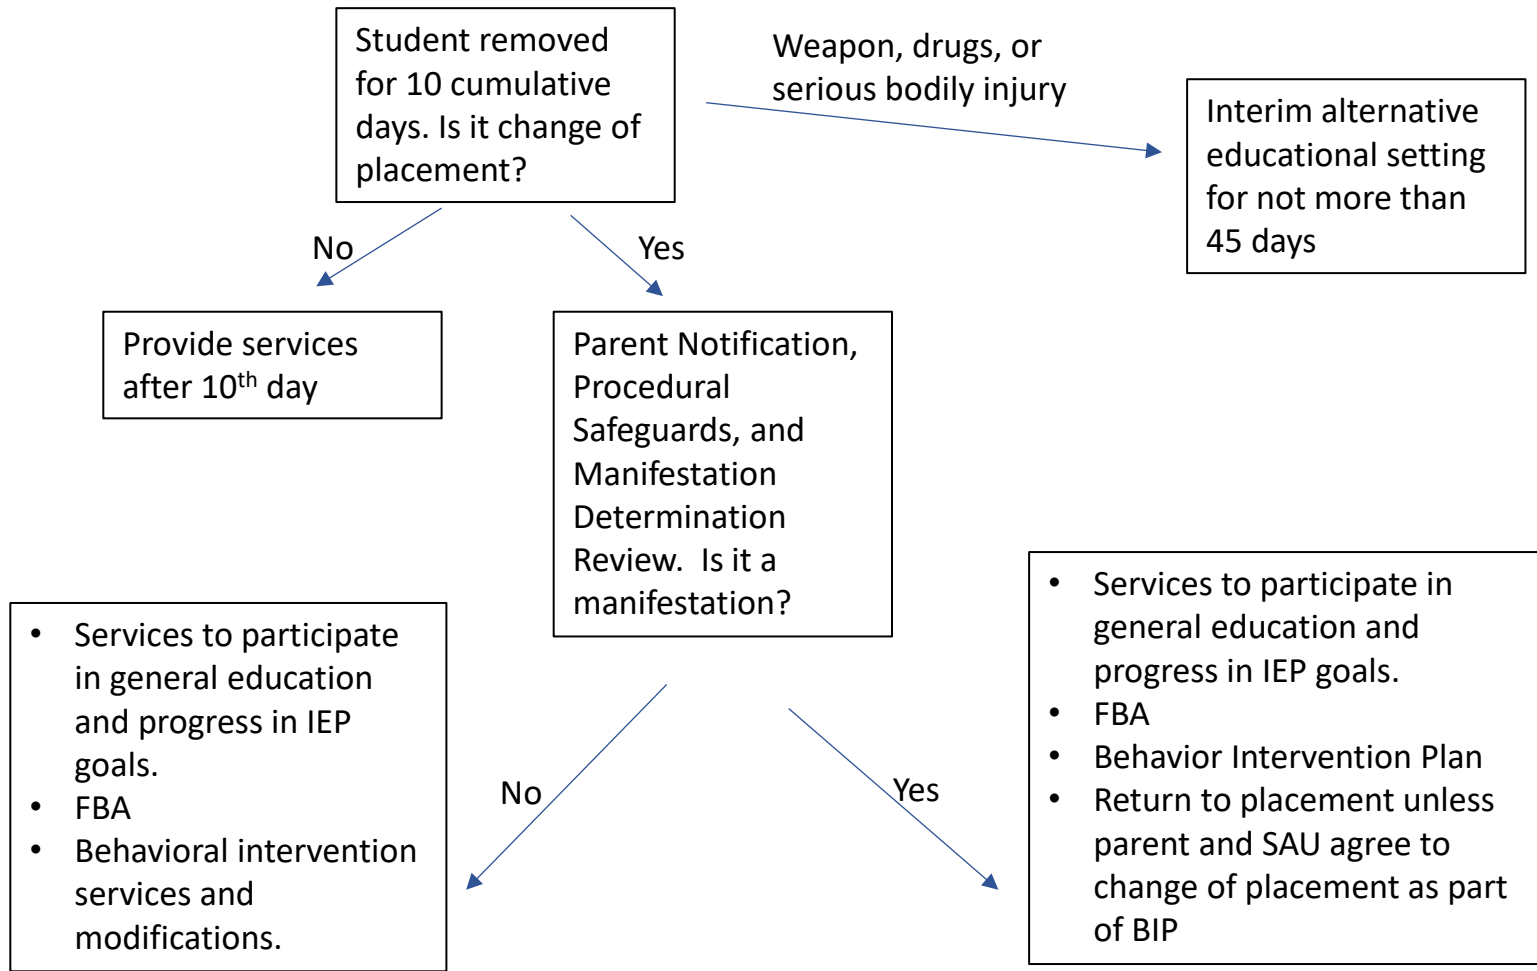 Student removed
for 10 cumulative
days. Is it change of
placement?
Weapon, drugs, or
serious bodily injury
Interim alternative
educational setting
for not more than
45 days
No
Yes
Provide services
after 10th day
Parent Notification,
Procedural
Safeguards, and
Manifestation
Determination
Review.  Is it a
manifestation?
No
Yes
• Services to participate
in general education
and progress in IEP
goals.
• FBA
• Behavioral intervention
services and
modifications.
• Services to participate in
general education and
progress in IEP goals.
• FBA
• Behavior Intervention Plan
• Return to placement unless
parent and SAU agree to
change of placement as part
of BIP